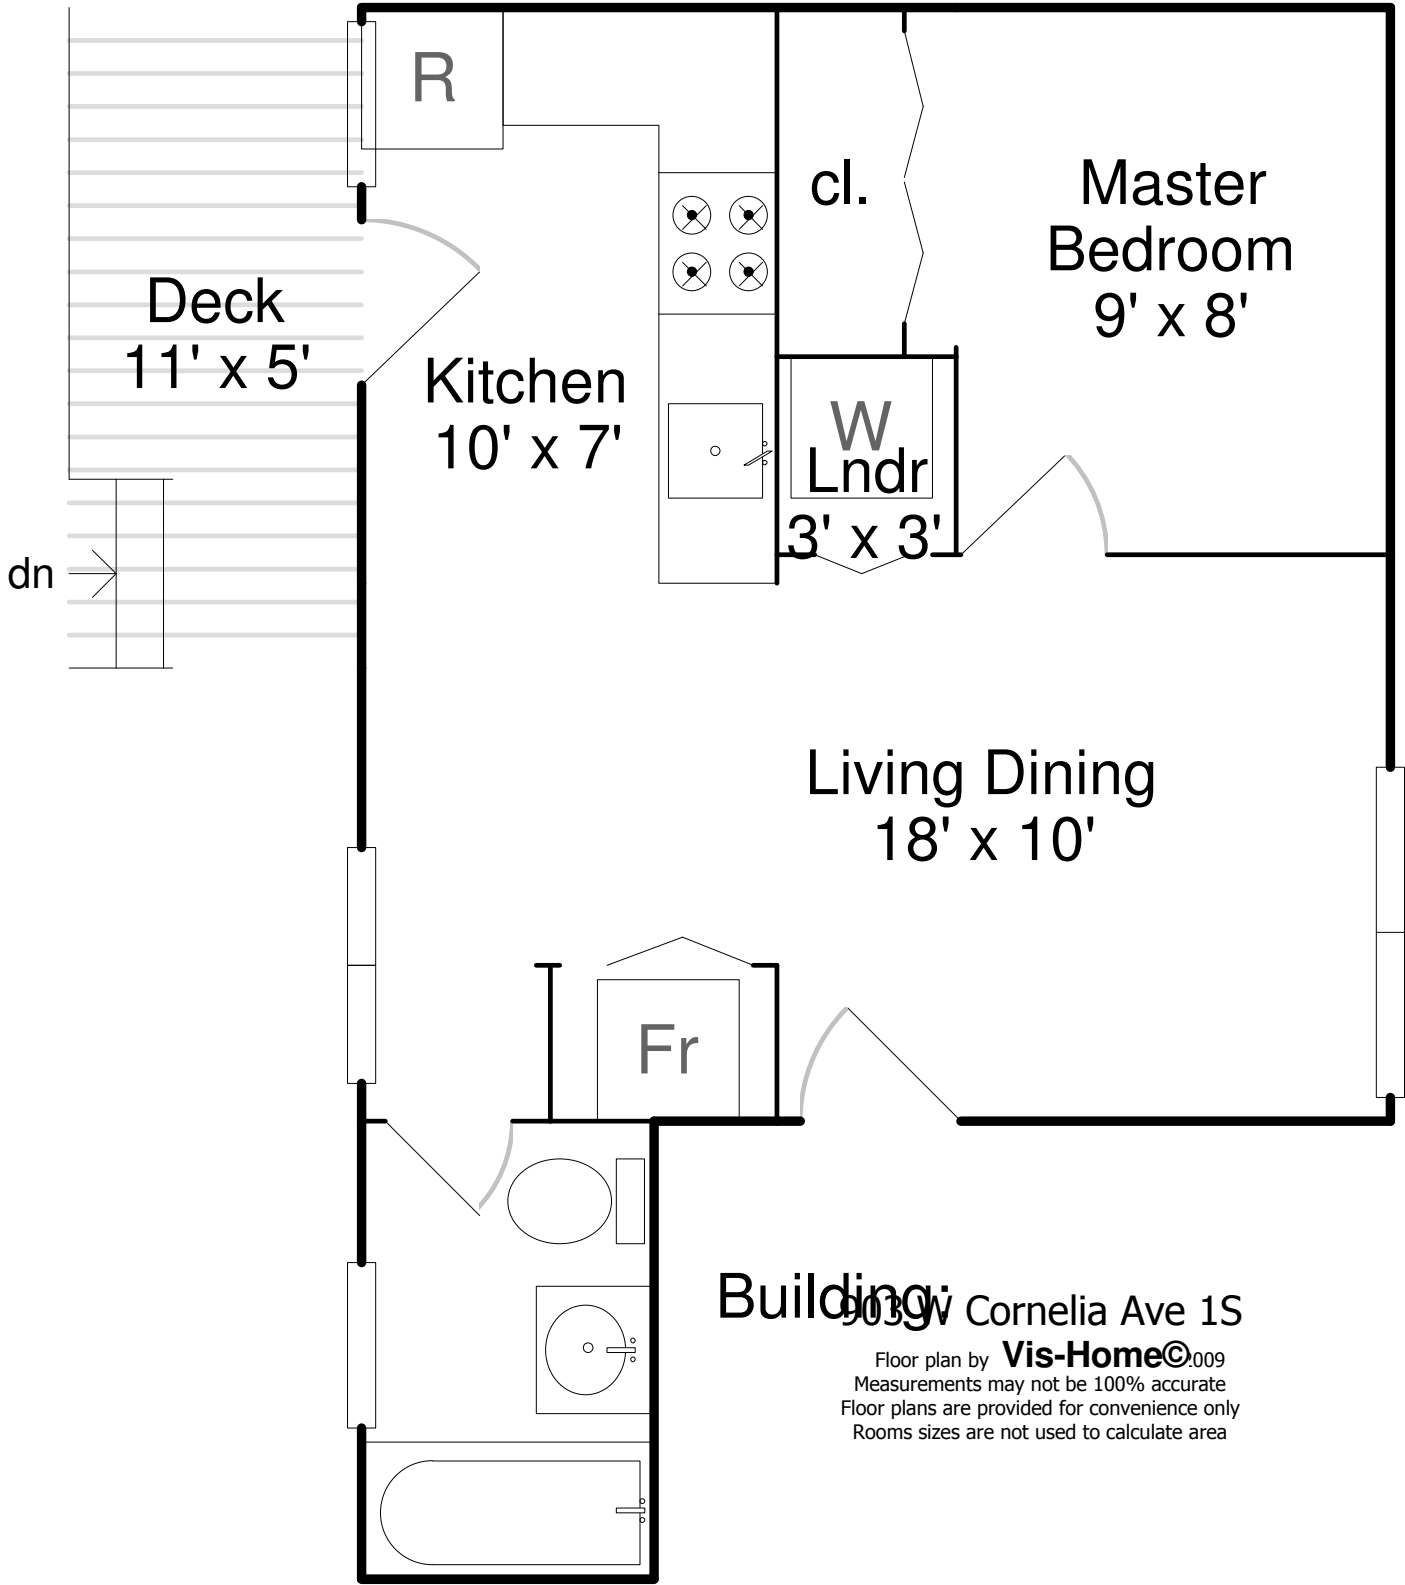 R
cl.
Master
Bedroom
9' x 8'
Deck
11' x 5'
Kitchen
10' x 7'
W
Lndr
3' x 3'
dn
Living Dining
18' x 10'
Fr
Building:
903 W Cornelia Ave 1S
Floor plan by Vis-Home© 2009
Measurements may not be 100% accurate
Floor plans are provided for convenience only
Rooms sizes are not used to calculate area